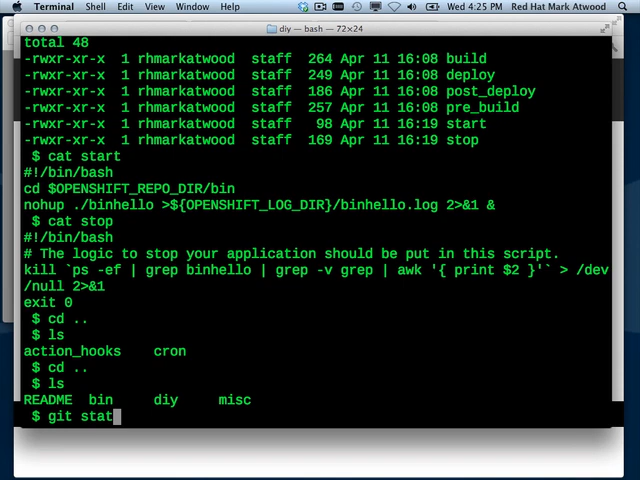 Terminal Shell Edit View Window Help Wed 4:25 PM Red Hat Mark Atwood
diy — bash — 72×24
total 48
-rwxr-xr-x 1 rhmarkatwood staff 264 Apr 11 16:08 build
-rwxr-xr-x 1 rhmarkatwood staff 249 Apr 11 16:08 deploy
-rwxr-xr-x 1 rhmarkatwood staff 186 Apr 11 16:08 post_deploy
-rwxr-xr-x 1 rhmarkatwood staff 257 Apr 11 16:08 pre_build
-rwxr-xr-x 1 rhmarkatwood staff 98 Apr 11 16:19 start
-rwxr-xr-x 1 rhmarkatwood staff 169 Apr 11 16:19 stop
$ cat start
#!/bin/bash
cd $OPENSHIFT_REPO_DIR/bin
nohup ./binhello >${OPENSHIFT_LOG_DIR}/binhello.log 2>&1 &
$ cat stop
#!/bin/bash
# The logic to stop your application should be put in this script.
kill `ps -ef | grep binhello | grep -v grep | awk '{ print $2 }'` > /dev
/null 2>&1
exit 0
$ cd ..
$ ls
action_hooks cron
$ cd ..
$ ls
README bin diy misc
$ git stat